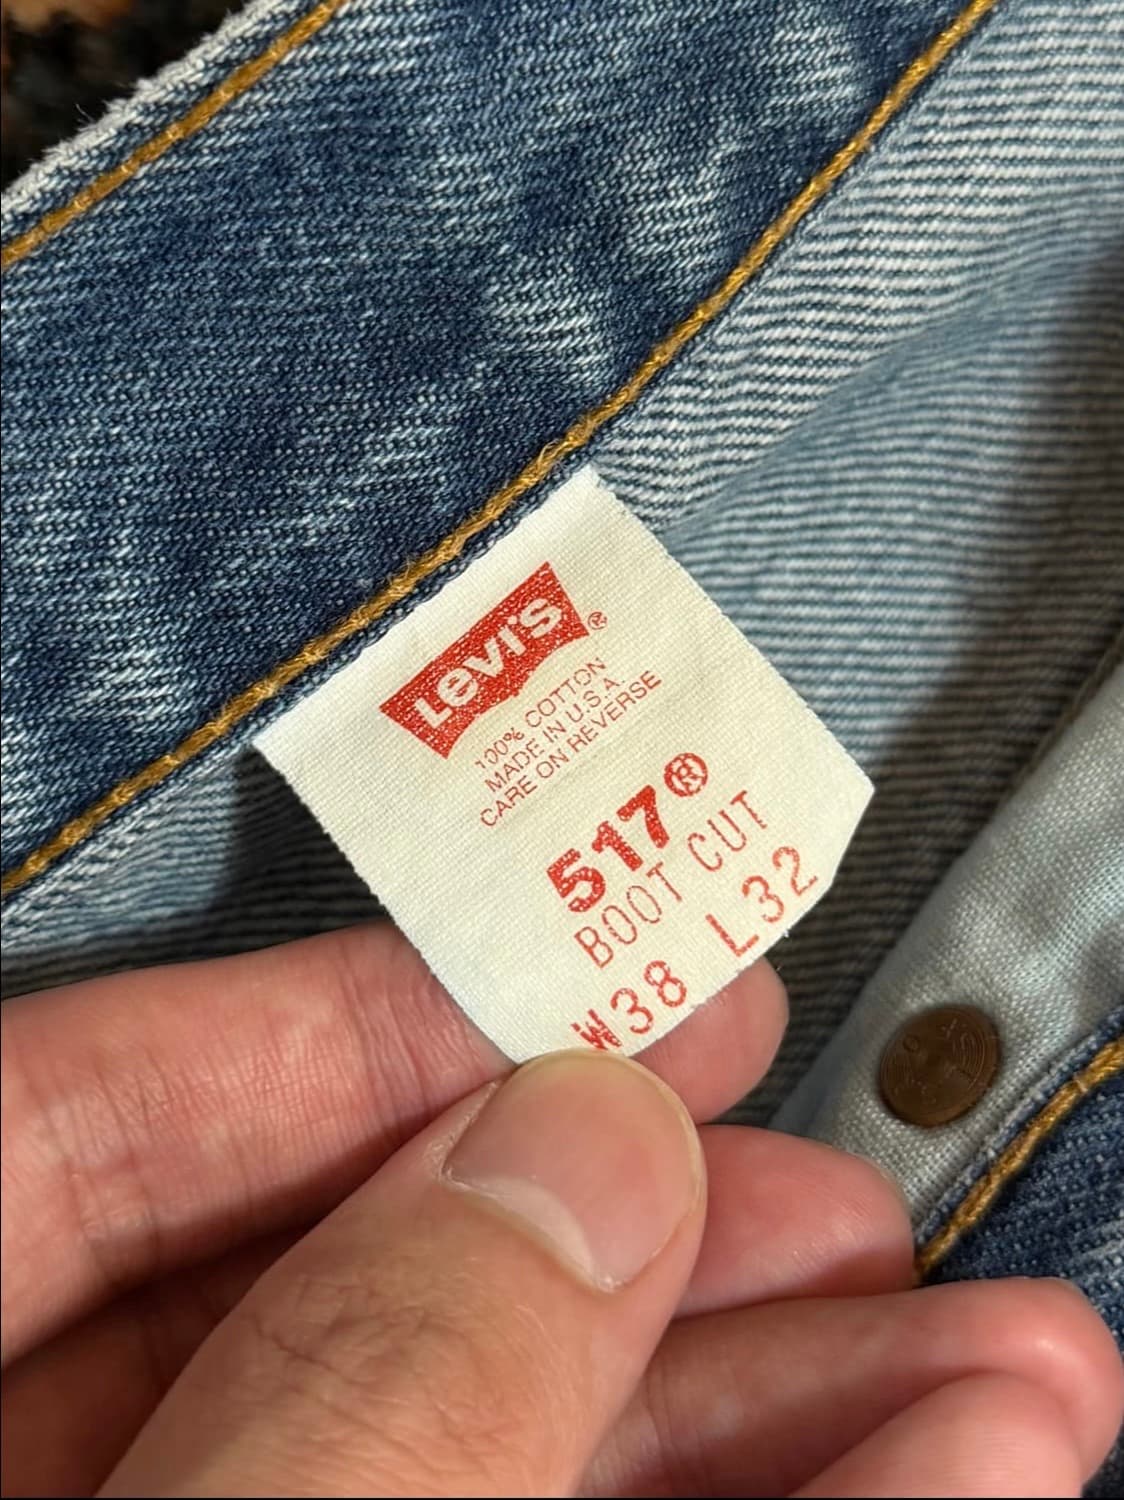 Levi's®
100% COTTON
MADE IN U.S.A.
CARE ON REVERSE
517®
BOOT CUT
W38 L32